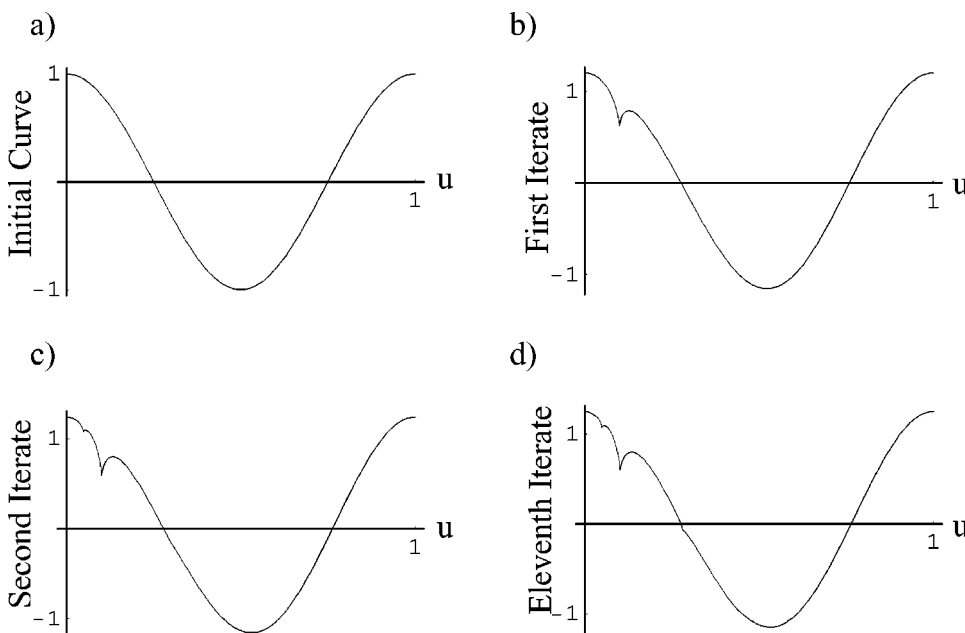 a)
Initial Curve
1
-1
1
u
b)
First Iterate
1
-1
1
u
c)
Second Iterate
1
-1
1
u
d)
Eleventh Iterate
1
-1
1
u